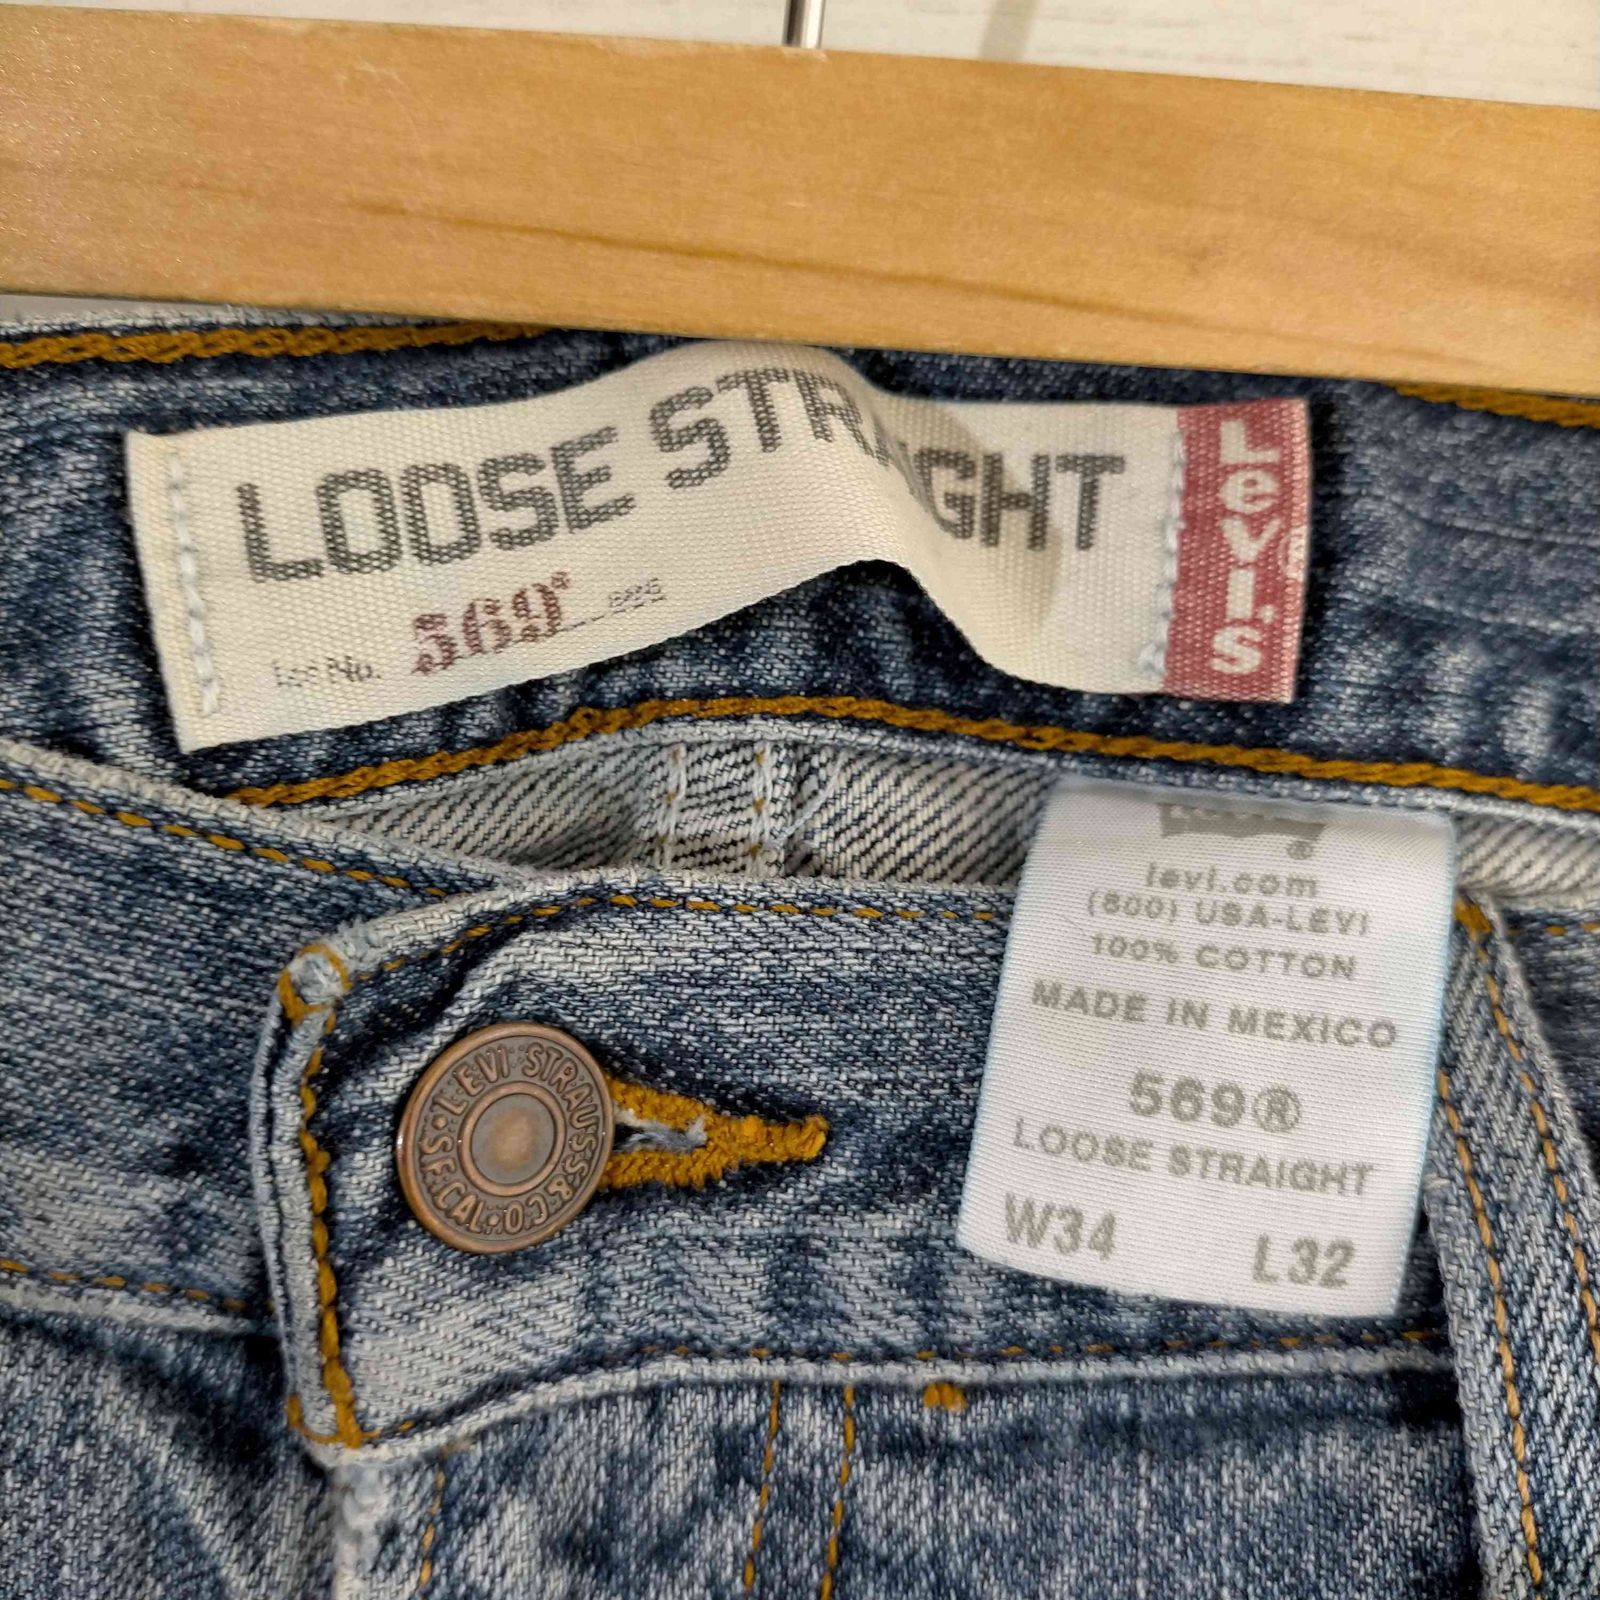 LOOSE STRAIGHT
Lot No. 569®
Levi's
®
levi.com
(800) USA-LEVI
100% COTTON
MADE IN MEXICO
569®
LOOSE STRAIGHT
W34 L32
LEVI STRAUSS & CO. S.F. CAL.